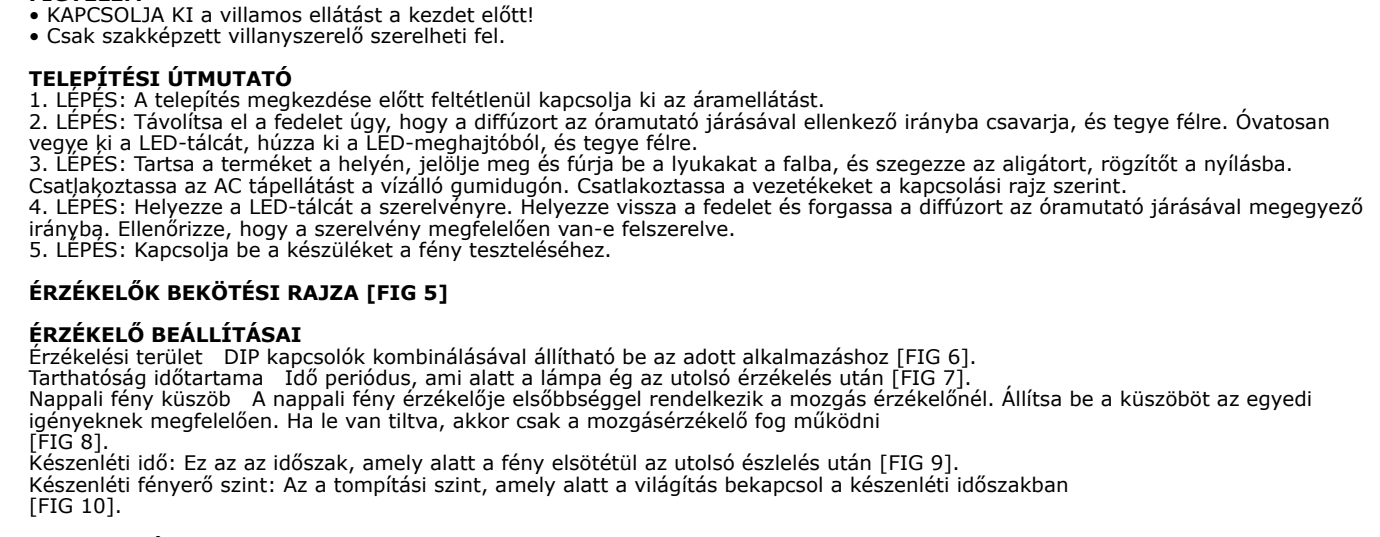 • KAPCSOLJA KI a villamos ellátást a kezdet előtt!
• Csak szakképzett villanyszerelő szerelheti fel.
TELEPÍTÉSI ÚTMUTATÓ
1. LÉPÉS: A telepítés megkezdése előtt feltétlenül kapcsolja ki az áramellátást.
2. LÉPÉS: Távolítsa el a fedelet úgy, hogy a diffúzort az óramutató járásával ellenkező irányba csavarja, és tegye félre. Óvatosan
vegye ki a LED-tálcát, húzza ki a LED-meghajtóból, és tegye félre.
3. LÉPÉS: Tartsa a terméket a helyén, jelölje meg és fúrja be a lyukakat a falba, és szegezze az aligátort, rögzítőt a nyílásba.
Csatlakoztassa az AC tápellátást a vízálló gumidugón. Csatlakoztassa a vezetékeket a kapcsolási rajz szerint.
4. LÉPÉS: Helyezze a LED-tálcát a szerelvényre. Helyezze vissza a fedelet és forgassa a diffúzort az óramutató járásával megegyező
irányba. Ellenőrizze, hogy a szerelvény megfelelően van-e felszerelve.
5. LÉPÉS: Kapcsolja be a készüléket a fény teszteléséhez.
ÉRZÉKELŐK BEKÖTÉSI RAJZA [FIG 5]
ÉRZÉKELŐ BEÁLLÍTÁSAI
Érzékelési terület   DIP kapcsolók kombinálásával állítható be az adott alkalmazáshoz [FIG 6].
Tarthatóság időtartama   Idő periódus, ami alatt a lámpa ég az utolsó érzékelés után [FIG 7].
Nappali fény küszöb   A nappali fény érzékelője elsőbbséggel rendelkezik a mozgás érzékelőnél. Állítsa be a küszöböt az egyedi
igényeknek megfelelően. Ha le van tiltva, akkor csak a mozgásérzékelő fog működni
[FIG 8].
Készenléti idő: Ez az az időszak, amely alatt a fény elsötétül az utolsó észlelés után [FIG 9].
Készenléti fényerő szint: Az a tompítási szint, amely alatt a világítás bekapcsol a készenléti időszakban
[FIG 10].